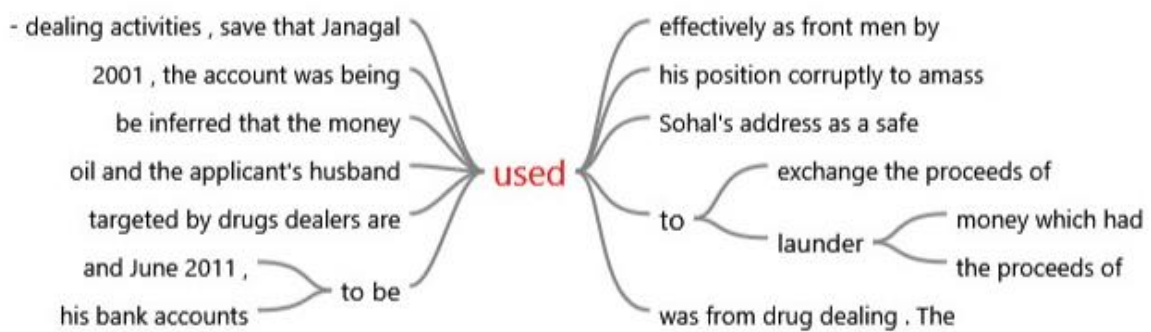 - dealing activities , save that Janagal
2001 , the account was being
be inferred that the money
oil and the applicant's husband
targeted by drugs dealers are
and June 2011 ,
his bank accounts
to be
used
effectively as front men by
his position corruptly to amass
Sohal's address as a safe
to
exchange the proceeds of
launder
money which had
the proceeds of
was from drug dealing . The